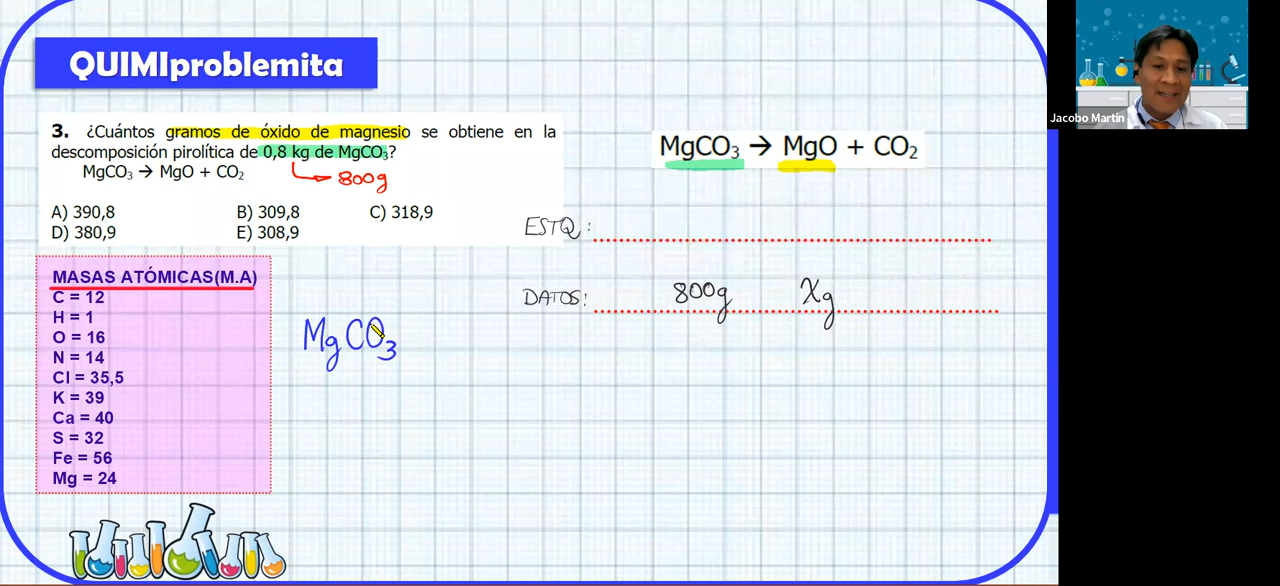 QUIMIproblemita
3. ¿Cuántos gramos de óxido de magnesio se obtiene en la
descomposición pirolítica de 0,8 kg de MgCO₃?
MgCO₃ → MgO + CO₂
800g
A) 390,8 B) 309,8 C) 318,9
D) 380,9 E) 308,9
MASAS ATÓMICAS(M.A)
C = 12
H = 1
O = 16
N = 14
Cl = 35,5
K = 39
Ca = 40
S = 32
Fe = 56
Mg = 24
MgCO₃
MgCO₃ → MgO + CO₂
ESTQ:
DATOS: 800g Xg
Jacobo Martín